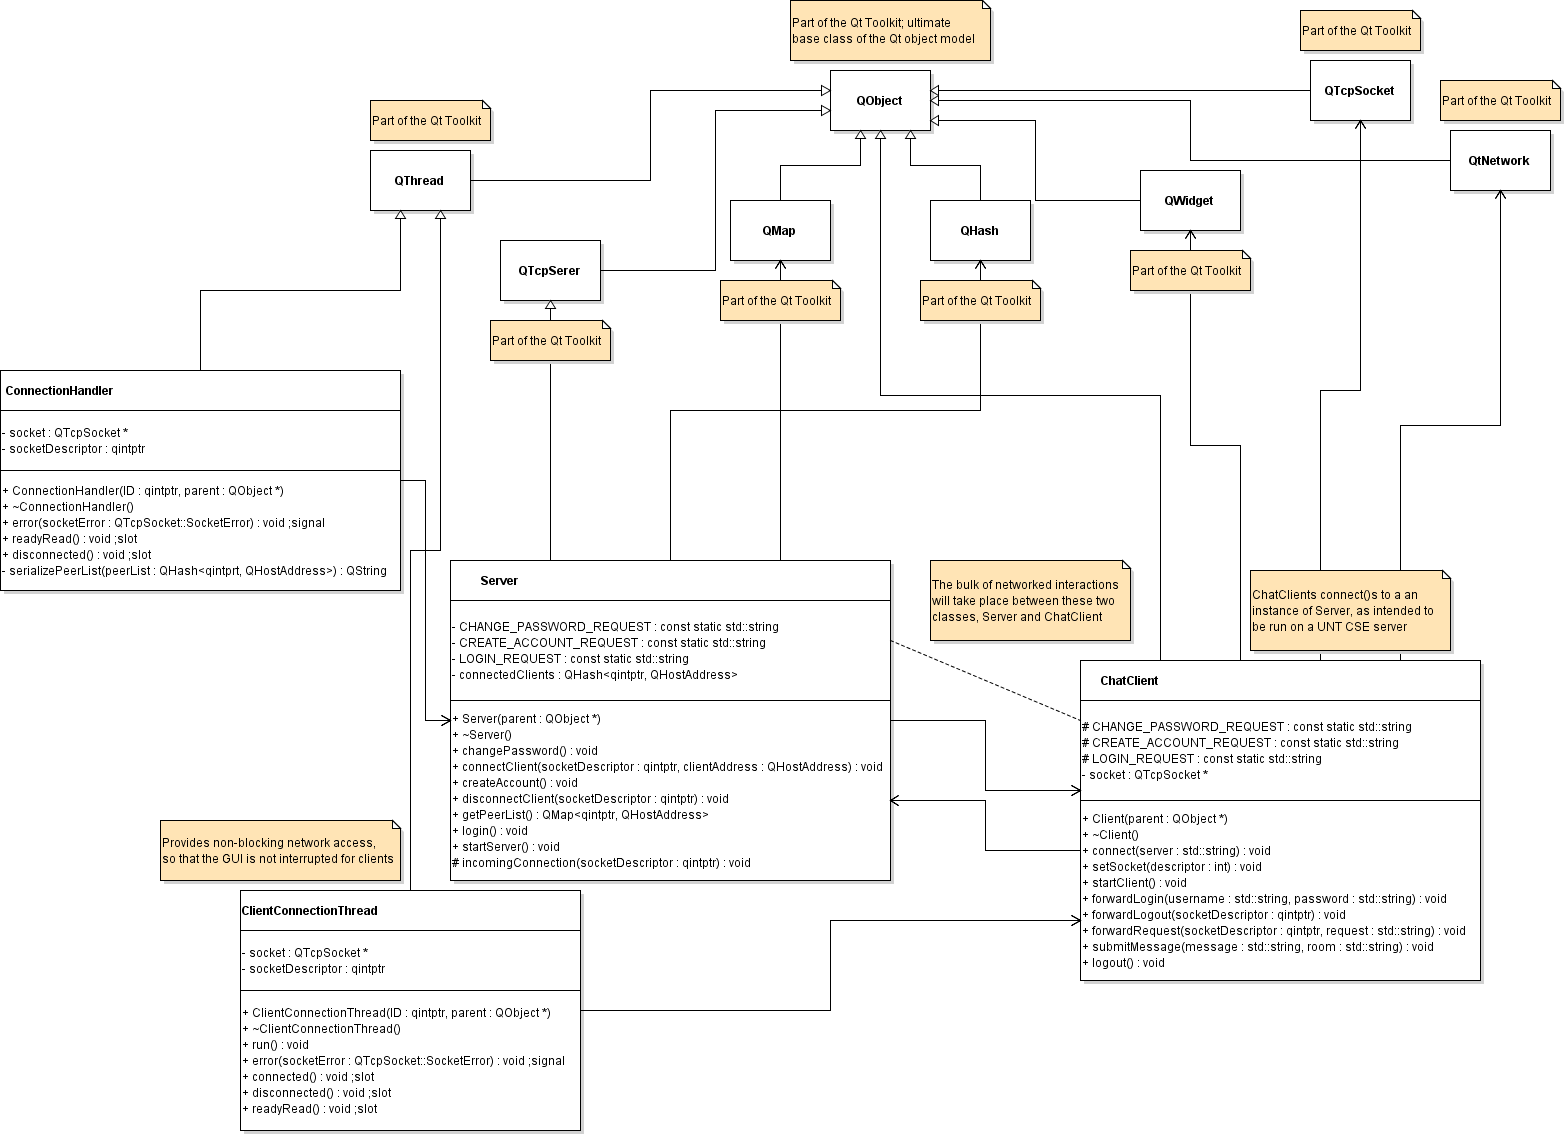 Part of the Qt Toolkit; ultimate
base class of the Qt object model
QObject
Part of the Qt Toolkit
QTcpSocket
Part of the Qt Toolkit
QtNetwork
Part of the Qt Toolkit
QThread
QMap
Part of the Qt Toolkit
QHash
Part of the Qt Toolkit
QWidget
Part of the Qt Toolkit
QTcpSerer
Part of the Qt Toolkit
ConnectionHandler
- socket : QTcpSocket *
- socketDescriptor : qintptr
+ ConnectionHandler(ID : qintptr, parent : QObject *)
+ ~ConnectionHandler()
+ error(socketError : QTcpSocket::SocketError) : void ;signal
+ readyRead() : void ;slot
+ disconnected() : void ;slot
- serializePeerList(peerList : QHash<qintprt, QHostAddress>) : QString
Server
- CHANGE_PASSWORD_REQUEST : const static std::string
- CREATE_ACCOUNT_REQUEST : const static std::string
- LOGIN_REQUEST : const static std::string
- connectedClients : QHash<qintptr, QHostAddress>
+ Server(parent : QObject *)
+ ~Server()
+ changePassword() : void
+ connectClient(socketDescriptor : qintptr, clientAddress : QHostAddress) : void
+ createAccount() : void
+ disconnectClient(socketDescriptor : qintptr) : void
+ getPeerList() : QMap<qintptr, QHostAddress>
+ login() : void
+ startServer() : void
# incomingConnection(socketDescriptor : qintptr) : void
The bulk of networked interactions
will take place between these two
classes, Server and ChatClient
ChatClients connect()s to a an
instance of Server, as intended to
be run on a UNT CSE server
ChatClient
# CHANGE_PASSWORD_REQUEST : const static std::string
# CREATE_ACCOUNT_REQUEST : const static std::string
# LOGIN_REQUEST : const static std::string
- socket : QTcpSocket *
+ Client(parent : QObject *)
+ ~Client()
+ connect(server : std::string) : void
+ setSocket(descriptor : int) : void
+ startClient() : void
+ forwardLogin(username : std::string, password : std::string) : void
+ forwardLogout(socketDescriptor : qintptr) : void
+ forwardRequest(socketDescriptor : qintptr, request : std::string) : void
+ submitMessage(message : std::string, room : std::string) : void
+ logout() : void
Provides non-blocking network access,
so that the GUI is not interrupted for clients
ClientConnectionThread
- socket : QTcpSocket *
- socketDescriptor : qintptr
+ ClientConnectionThread(ID : qintptr, parent : QObject *)
+ ~ClientConnectionThread()
+ run() : void
+ error(socketError : QTcpSocket::SocketError) : void ;signal
+ connected() : void ;slot
+ disconnected() : void ;slot
+ readyRead() : void ;slot